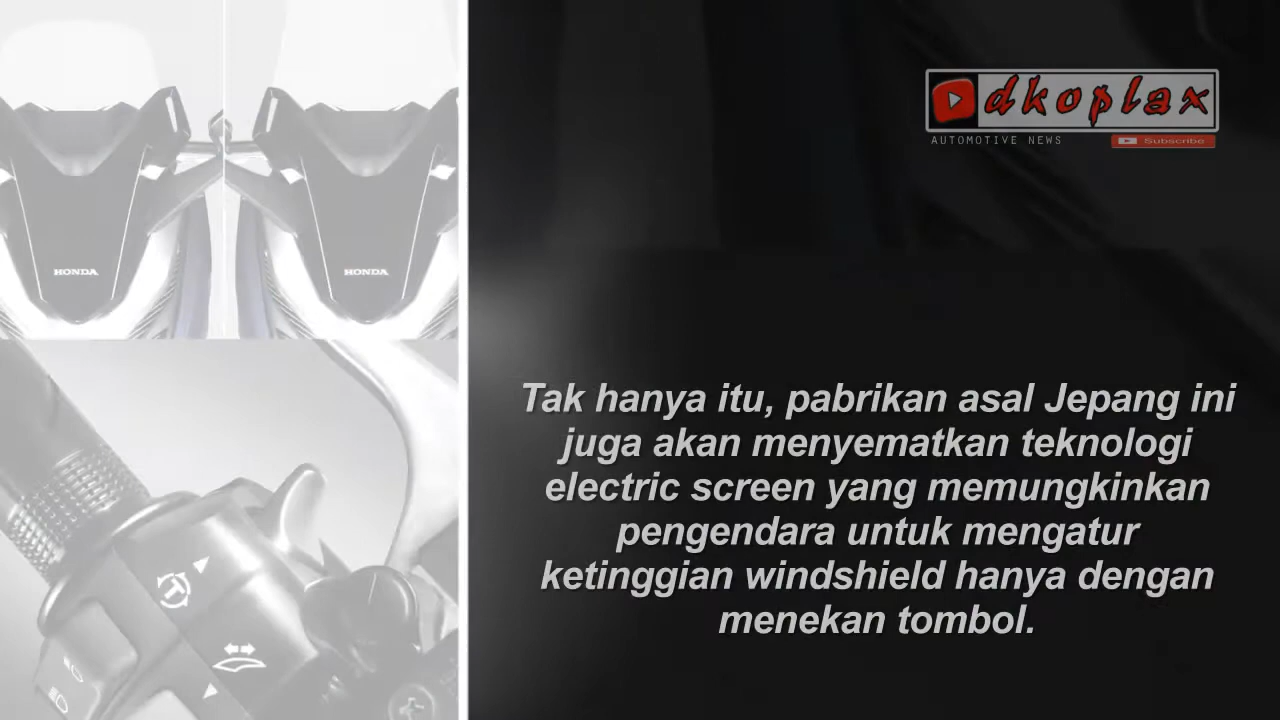 HONDA
HONDA
dkoplax
AUTOMOTIVE NEWS
Subscribe
Tak hanya itu, pabrikan asal Jepang ini
juga akan menyematkan teknologi
electric screen yang memungkinkan
pengendara untuk mengatur
ketinggian windshield hanya dengan
menekan tombol.